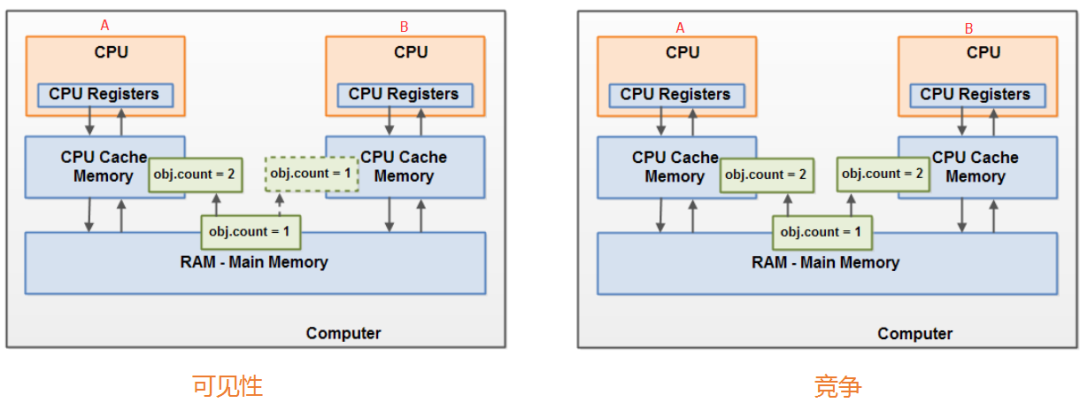 A
B
CPU
CPU
CPU Registers
CPU Registers
CPU Cache
Memory
CPU Cache
Memory
obj.count = 2
obj.count = 1
obj.count = 1
RAM - Main Memory
Computer
可见性
A
B
CPU
CPU
CPU Registers
CPU Registers
CPU Cache
Memory
CPU Cache
Memory
obj.count = 2
obj.count = 2
obj.count = 1
RAM - Main Memory
Computer
竞争